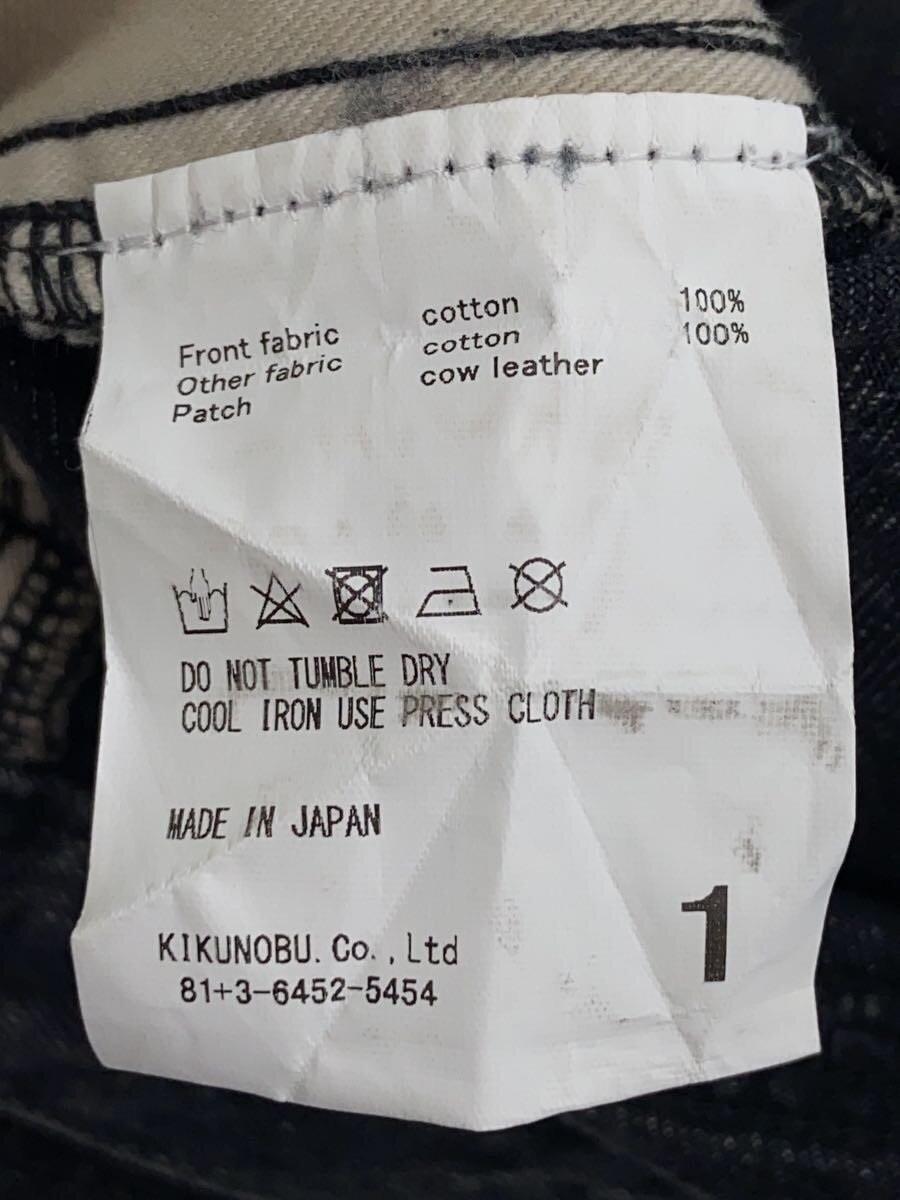 Front fabric cotton 100%
Other fabric cotton 100%
Patch cow leather
DO NOT TUMBLE DRY
COOL IRON USE PRESS CLOTH
MADE IN JAPAN
KIKUNOBU.Co.,Ltd
81+3-6452-5454
1